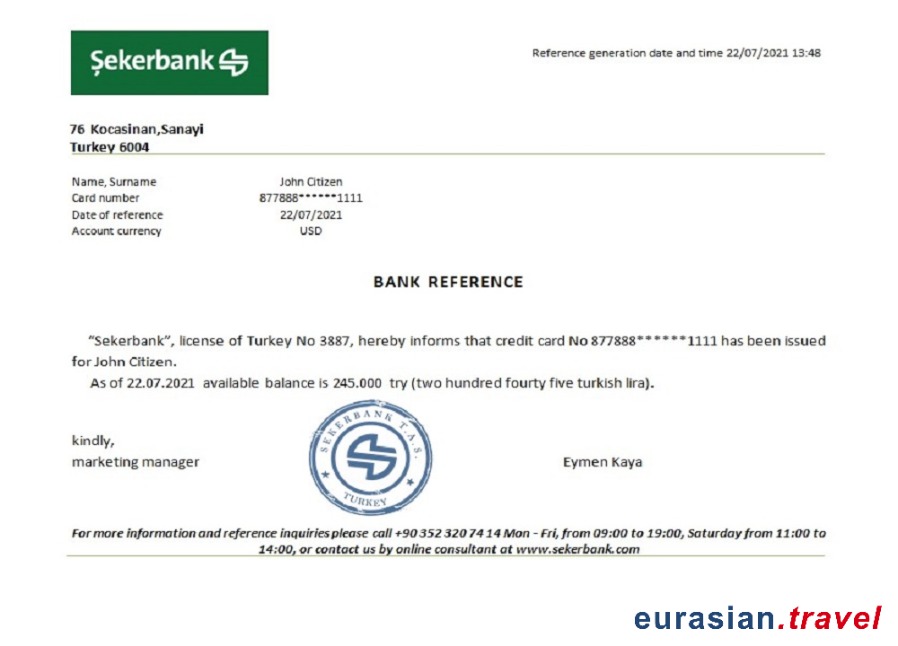 Şekerbank
Reference generation date and time 22/07/2021 13:48
76 Kocasinan,Sanayi
Turkey 6004
Name, Surname John Citizen
Card number 877888******1111
Date of reference 22/07/2021
Account currency USD
BANK REFERENCE
“Sekerbank”, license of Turkey No 3887, hereby informs that credit card No 877888******1111 has been issued
for John Citizen.
As of 22.07.2021 available balance is 245.000 try (two hundred fourty five turkish lira).
kindly,
marketing manager Eymen Kaya
SEKERBANK T.A.S.
TURKEY
For more information and reference inquiries please call +90 352 320 74 14 Mon - Fri, from 09:00 to 19:00, Saturday from 11:00 to
14:00, or contact us by online consultant at www.sekerbank.com
eurasian.travel